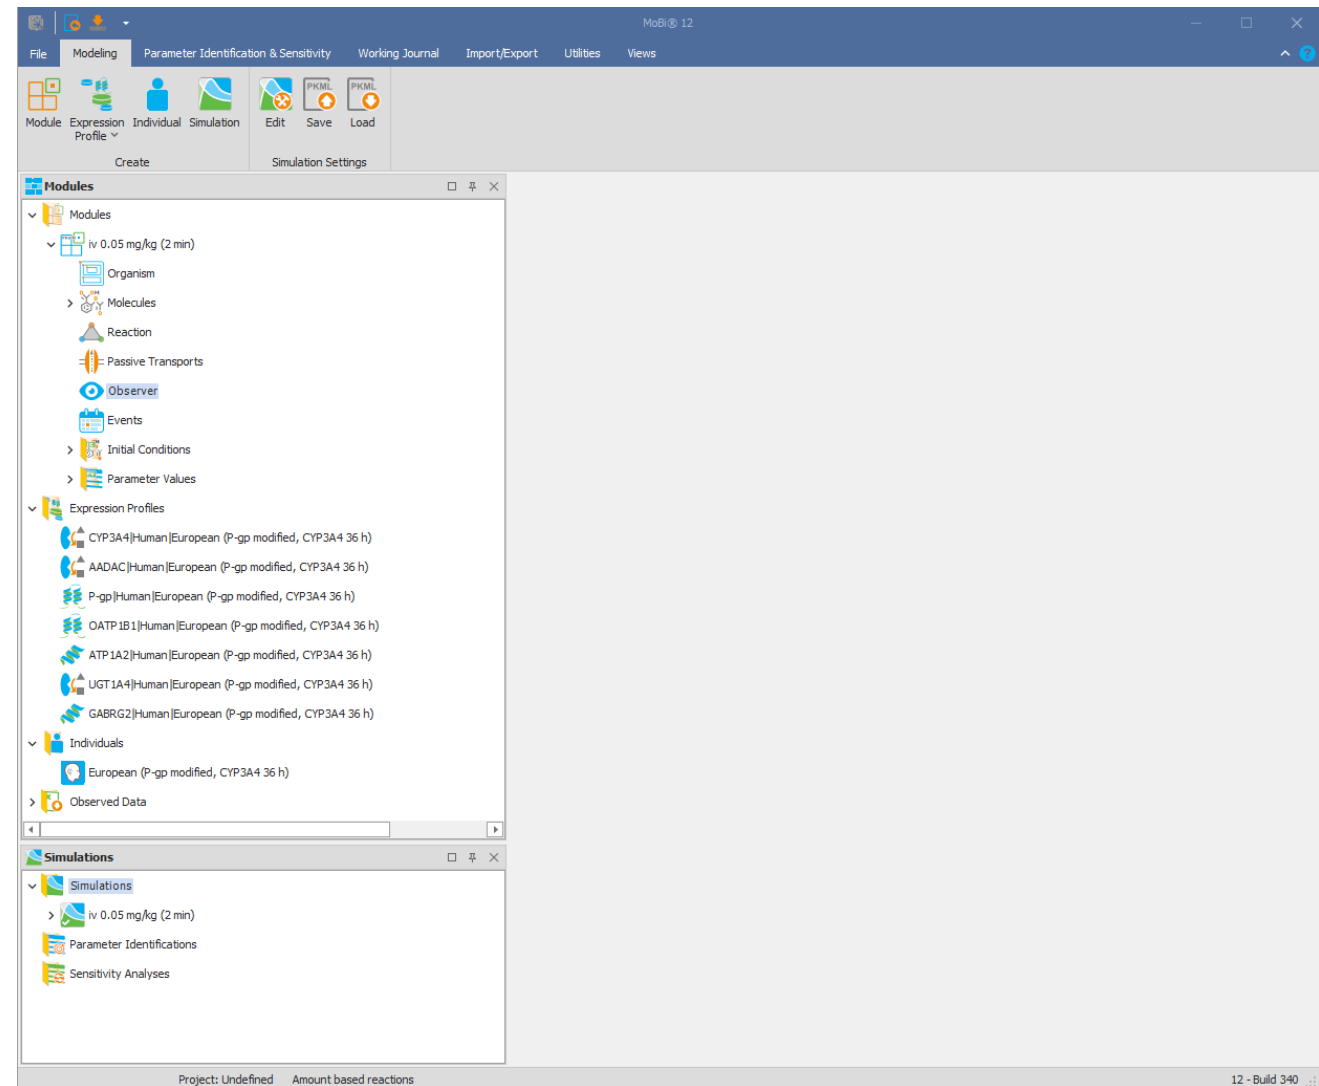 MoBi® 12
File Modeling Parameter Identification & Sensitivity Working Journal Import/Export Utilities Views
PKML PKML
Module Expression Profile Individual Simulation Edit Save Load
Create Simulation Settings
Modules
Modules
iv 0.05 mg/kg (2 min)
Organism
Molecules
Reaction
Passive Transports
Observer
Events
Initial Conditions
Parameter Values
Expression Profiles
CYP3A4|Human|European (P-gp modified, CYP3A4 36 h)
AADAC|Human|European (P-gp modified, CYP3A4 36 h)
P-gp|Human|European (P-gp modified, CYP3A4 36 h)
OATP1B1|Human|European (P-gp modified, CYP3A4 36 h)
ATP1A2|Human|European (P-gp modified, CYP3A4 36 h)
UGT1A4|Human|European (P-gp modified, CYP3A4 36 h)
GABRG2|Human|European (P-gp modified, CYP3A4 36 h)
Individuals
European (P-gp modified, CYP3A4 36 h)
Observed Data
Simulations
Simulations
iv 0.05 mg/kg (2 min)
Parameter Identifications
Sensitivity Analyses
Project: Undefined Amount based reactions 12 - Build 340